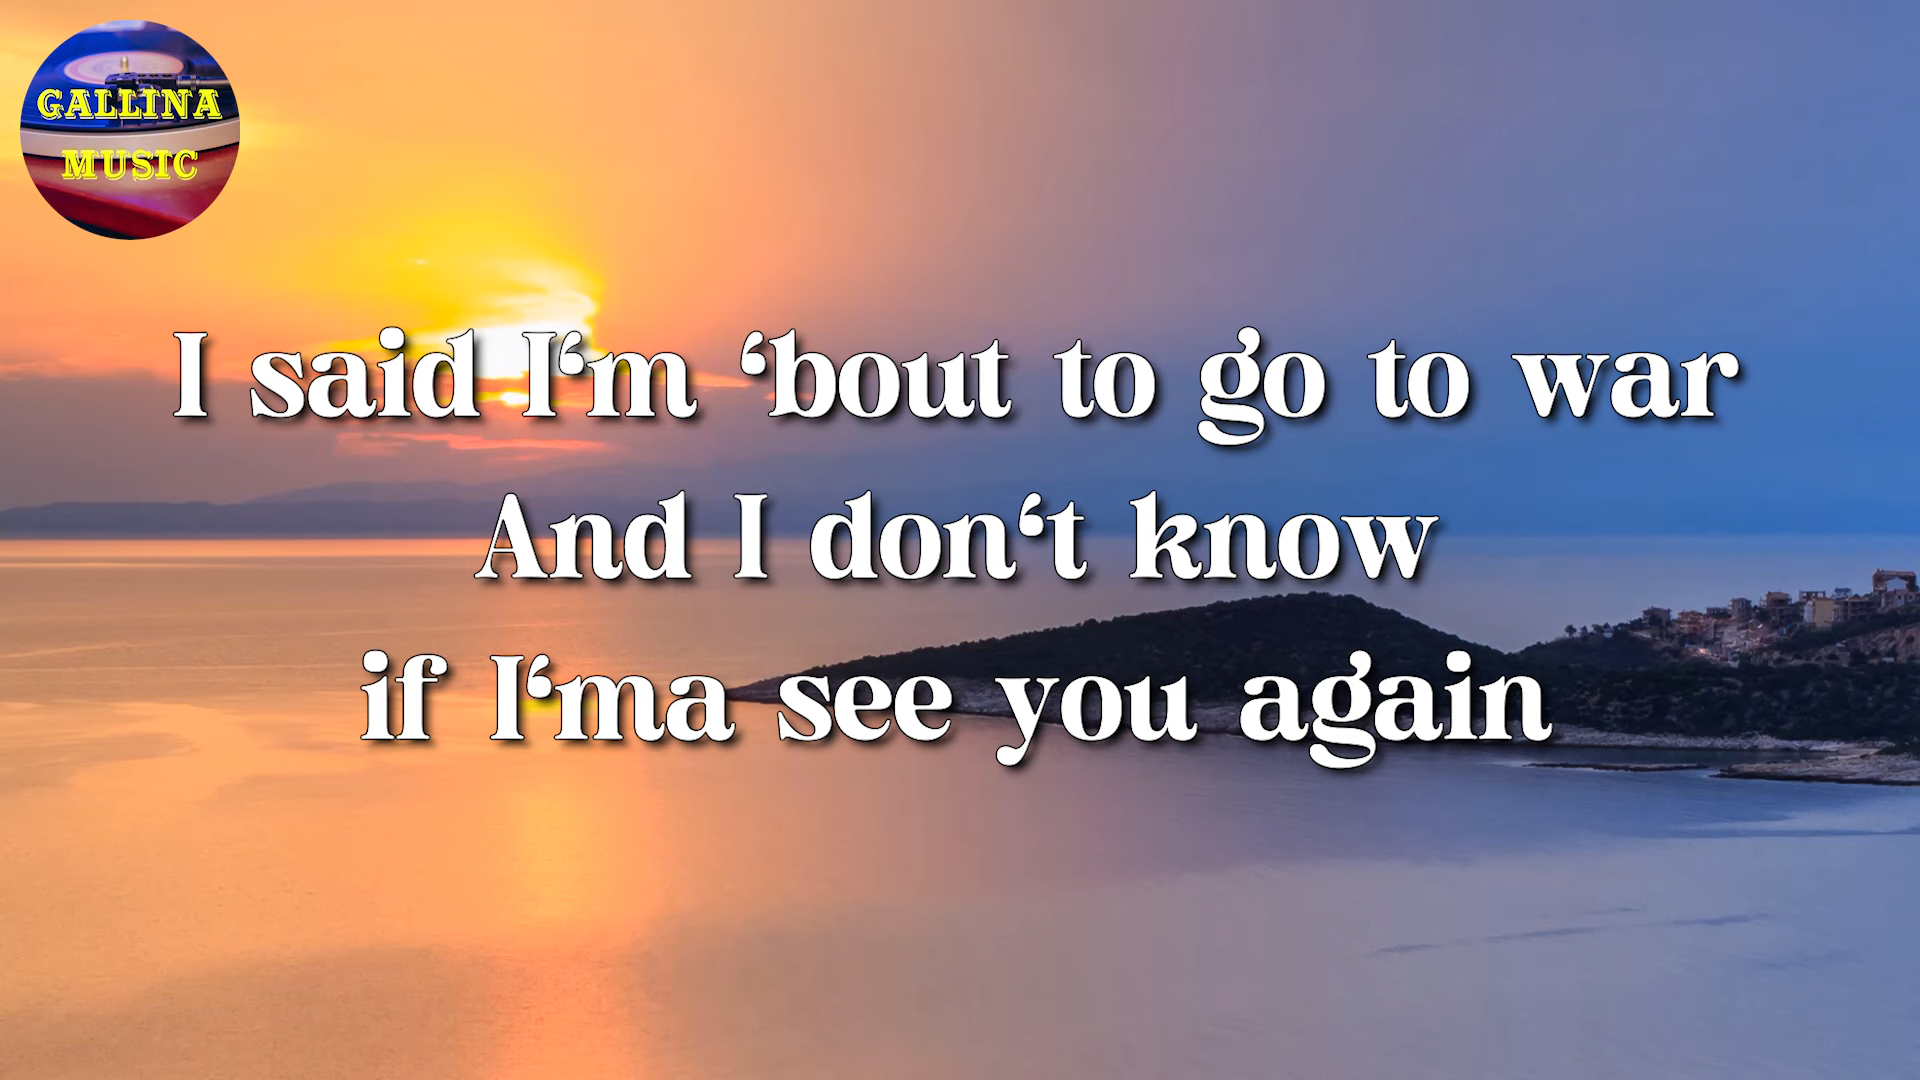 GALLINA
MUSIC
I said I‘m ‘bout to go to war
And I don‘t know
if I‘ma see you again